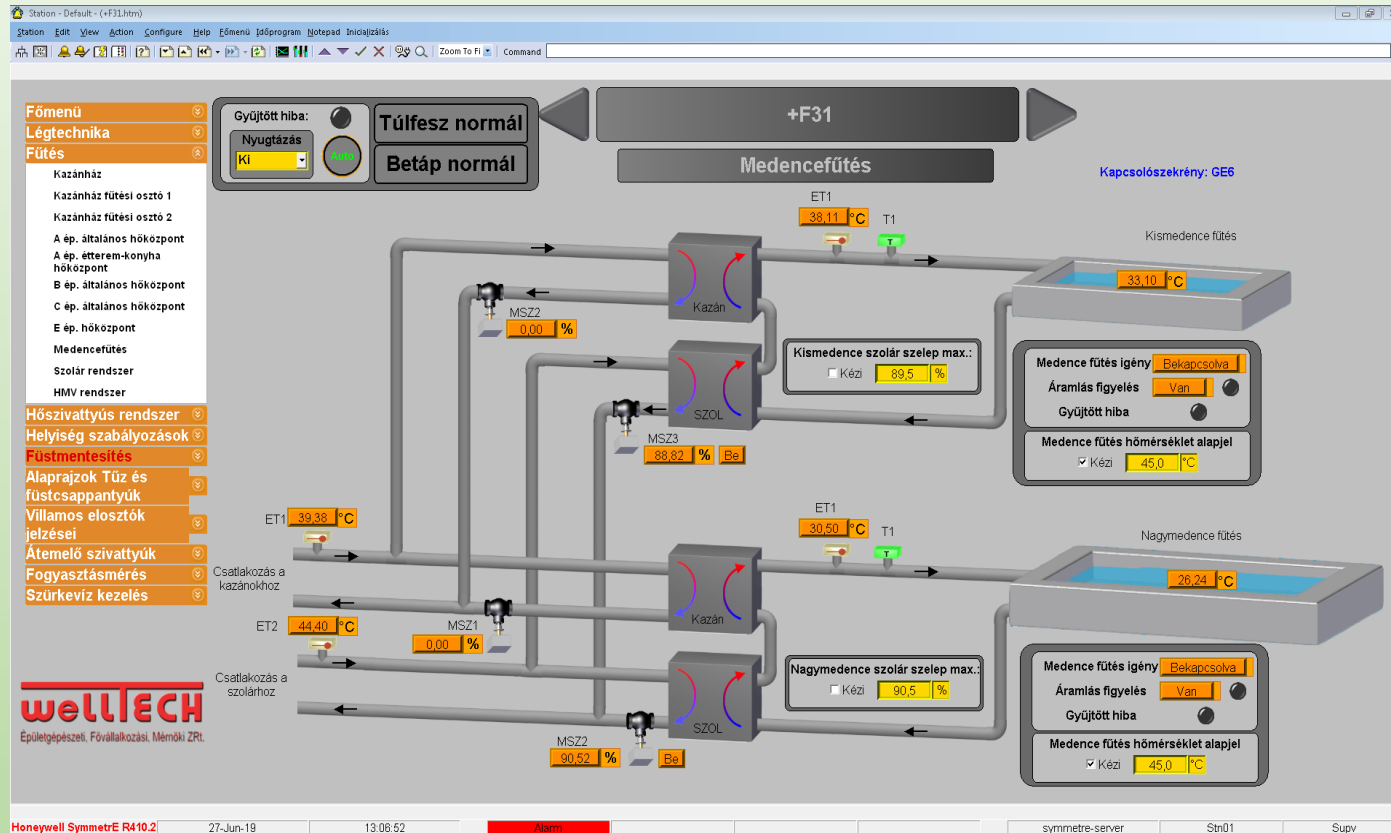 Station - Default - (+F31.htm)
Station Edit View Action Configure Help Főmenü Időprogram Notepad Inicializálás
Zoom To Fi Command
Főmenü
Légtechnika
Fűtés
Kazánház
Kazánház fűtési osztó 1
Kazánház fűtési osztó 2
A ép. általános hőközpont
A ép. étterem-konyha
hőközpont
B ép. általános hőközpont
C ép. általános hőközpont
E ép. hőközpont
Medencefűtés
Szolár rendszer
HMV rendszer
Hőszivattyús rendszer
Helyiség szabályozások
Füstmentesítés
Alaprajzok Tűz és
füstcsappantyúk
Villamos elosztók
jelzései
Átemelő szivattyúk
Fogyasztásmérés
Szürkevíz kezelés
wellTECH
Épületgépészeti, Fővállalkozási, Mérnöki ZRt.
Gyűjtött hiba:
Nyugtázás
Ki
Auto
Túlfesz normál
Betáp normál
+F31
Medencefűtés
Kapcsolószekrény: GE6
ET1
38,11 °C
T1
T
Kismedence fűtés
33,10 °C
Kazán
MSZ2
0,00 %
Kismedence szolár szelep max.:
Kézi 89,5 %
SZOL
MSZ3
88,82 % Be
Medence fűtés igény Bekapcsolva
Áramlás figyelés Van
Gyűjtött hiba
Medence fűtés hőmérséklet alapjel
Kézi 45,0 °C
ET1 39,38 °C
Csatlakozás a
kazánokhoz
ET2 44,40 °C
Csatlakozás a
szolárhoz
MSZ1
0,00 %
ET1
30,50 °C
T1
T
Nagymedence fűtés
26,24 °C
Kazán
Nagymedence szolár szelep max.:
Kézi 90,5 %
SZOL
MSZ2
90,52 % Be
Medence fűtés igény Bekapcsolva
Áramlás figyelés Van
Gyűjtött hiba
Medence fűtés hőmérséklet alapjel
Kézi 45,0 °C
Honeywell SymmetrE R410.2 27-Jun-19 13:06:52 Alarm symmetre-server Stn01 Supv